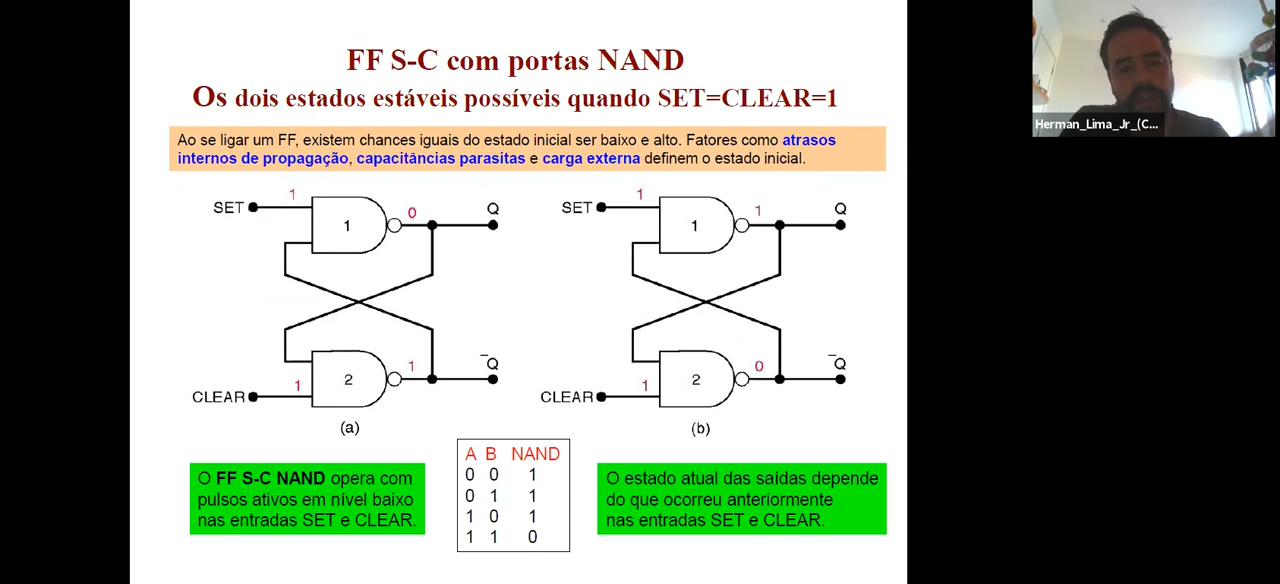 FF S-C com portas NAND
Os dois estados estáveis possíveis quando SET=CLEAR=1
Ao se ligar um FF, existem chances iguais do estado inicial ser baixo e alto. Fatores como atrasos
internos de propagação, capacitâncias parasitas e carga externa definem o estado inicial.
SET 1 1 0 Q
CLEAR 1 2 1 Q̅
(a)
SET 1 1 1 Q
CLEAR 1 2 0 Q̅
(b)
O FF S-C NAND opera com
pulsos ativos em nível baixo
nas entradas SET e CLEAR.
A B NAND
0 0 1
0 1 1
1 0 1
1 1 0
O estado atual das saídas depende
do que ocorreu anteriormente
nas entradas SET e CLEAR.
Herman_Lima_Jr_(C...